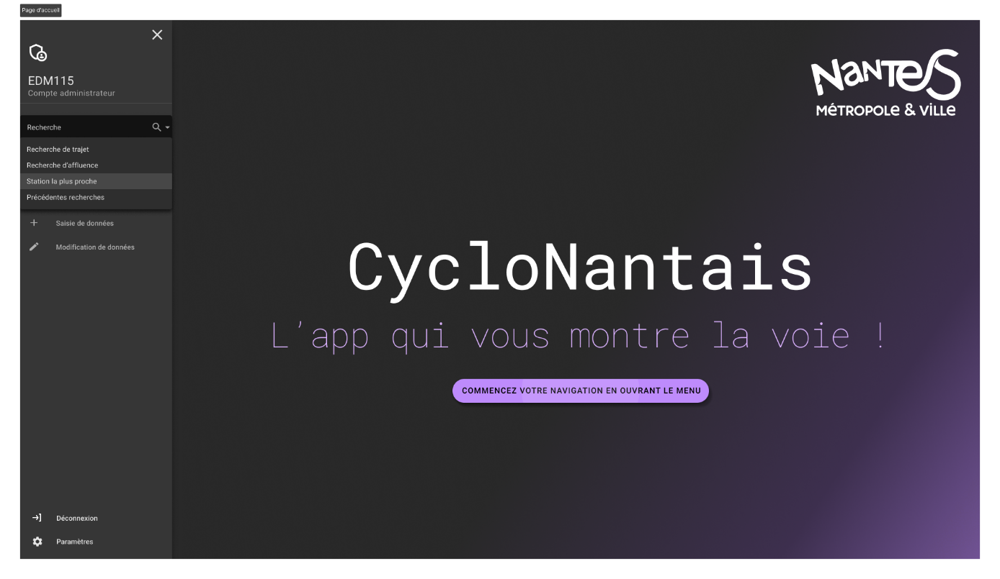 Page d'accueil
EDM115
Compte administrateur
Recherche
Recherche de trajet
Recherche d'affluence
Station la plus proche
Précédentes recherches
Saisie de données
Modification de données
Déconnexion
Paramètres
NanTeS
MéTROPOLe & ViLLe
CycloNantais
L'app qui vous montre la voie !
COMMENCEZ VOTRE NAVIGATION EN OUVRANT LE MENU